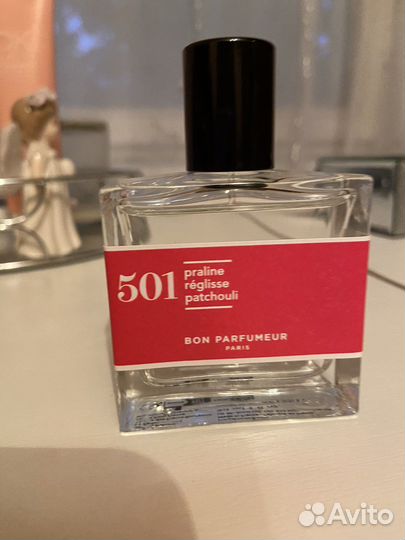 501
praline
réglisse
patchouli
BON PARFUMEUR
PARIS
Avito